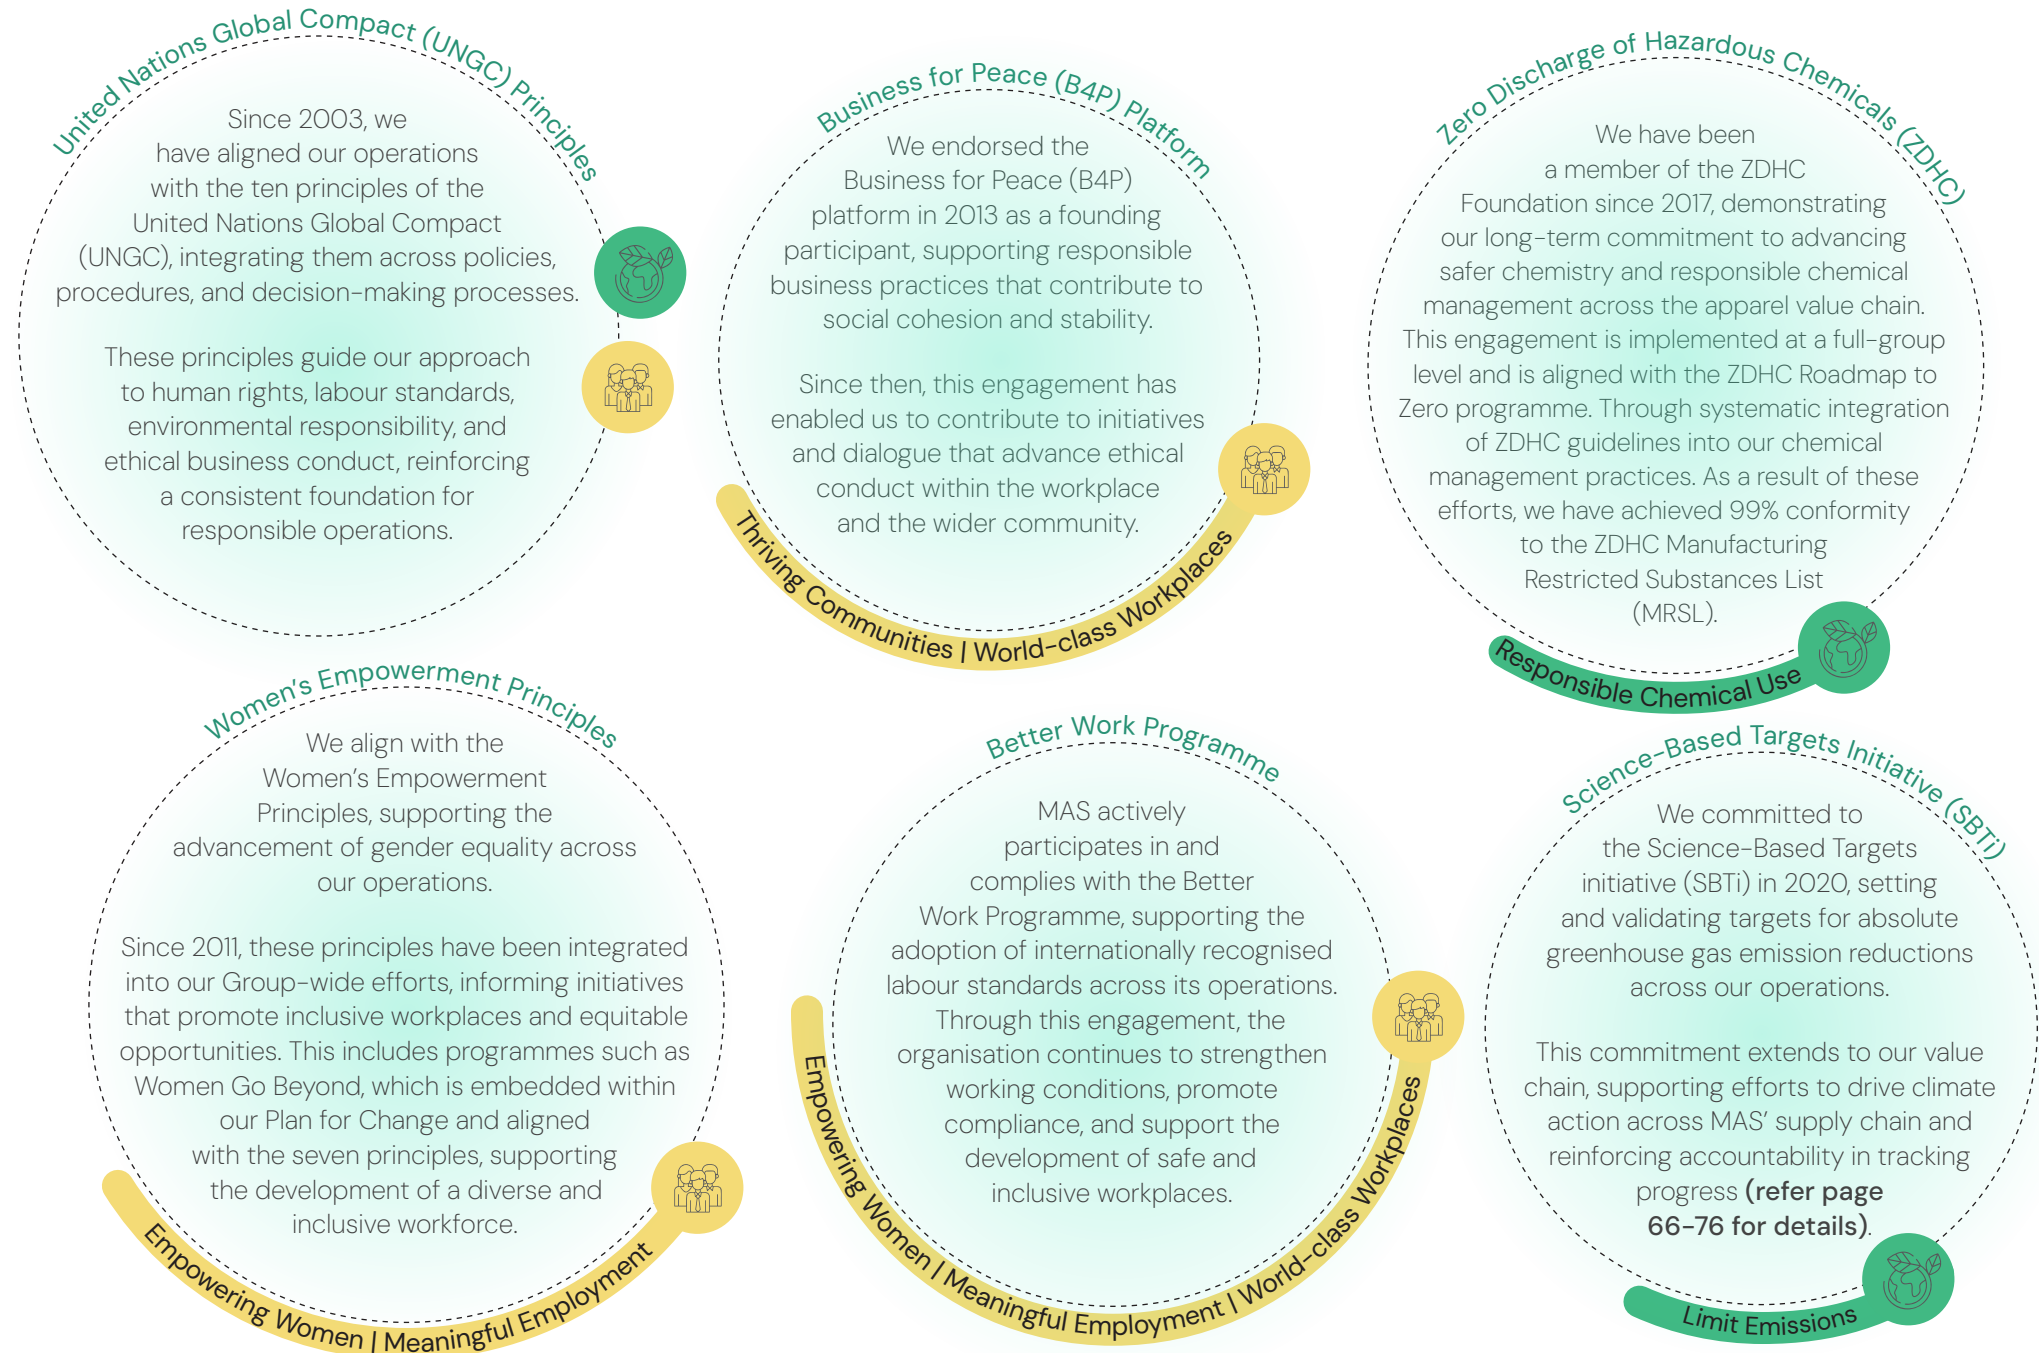 United Nations Global Compact (UNGC) Principles
Since 2003, we
have aligned our operations
with the ten principles of the
United Nations Global Compact
(UNGC), integrating them across policies,
procedures, and decision-making processes.
These principles guide our approach
to human rights, labour standards,
environmental responsibility, and
ethical business conduct, reinforcing
a consistent foundation for
responsible operations.
Business for Peace (B4P) Platform
We endorsed the
Business for Peace (B4P)
platform in 2013 as a founding
participant, supporting responsible
business practices that contribute to
social cohesion and stability.
Since then, this engagement has
enabled us to contribute to initiatives
and dialogue that advance ethical
conduct within the workplace
and the wider community.
Thriving Communities | World-class Workplaces
Zero Discharge of Hazardous Chemicals (ZDHC)
We have been
a member of the ZDHC
Foundation since 2017, demonstrating
our long-term commitment to advancing
safer chemistry and responsible chemical
management across the apparel value chain.
This engagement is implemented at a full-group
level and is aligned with the ZDHC Roadmap to
Zero programme. Through systematic integration
of ZDHC guidelines into our chemical
management practices. As a result of these
efforts, we have achieved 99% conformity
to the ZDHC Manufacturing
Restricted Substances List
(MRSL).
Responsible Chemical Use
Women's Empowerment Principles
We align with the
Women's Empowerment
Principles, supporting the
advancement of gender equality across
our operations.
Since 2011, these principles have been integrated
into our Group-wide efforts, informing initiatives
that promote inclusive workplaces and equitable
opportunities. This includes programmes such as
Women Go Beyond, which is embedded within
our Plan for Change and aligned
with the seven principles, supporting
the development of a diverse and
inclusive workforce.
Empowering Women | Meaningful Employment
Better Work Programme
MAS actively
participates in and
complies with the Better
Work Programme, supporting the
adoption of internationally recognised
labour standards across its operations.
Through this engagement, the
organisation continues to strengthen
working conditions, promote
compliance, and support the
development of safe and
inclusive workplaces.
Empowering Women | Meaningful Employment | World-class Workplaces
Science-Based Targets Initiative (SBTi)
We committed to
the Science-Based Targets
initiative (SBTi) in 2020, setting
and validating targets for absolute
greenhouse gas emission reductions
across our operations.
This commitment extends to our value
chain, supporting efforts to drive climate
action across MAS' supply chain and
reinforcing accountability in tracking
progress (refer page
66-76 for details).
Limit Emissions